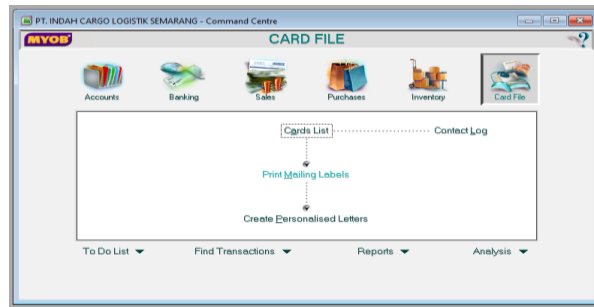 PT. INDAH CARGO LOGISTIK SEMARANG - Command Centre
MYOB
CARD FILE
?
Accounts Banking Sales Purchases Inventory Card File
Cards List Contact Log
Print Mailing Labels
Create Personalised Letters
To Do List Find Transactions Reports Analysis